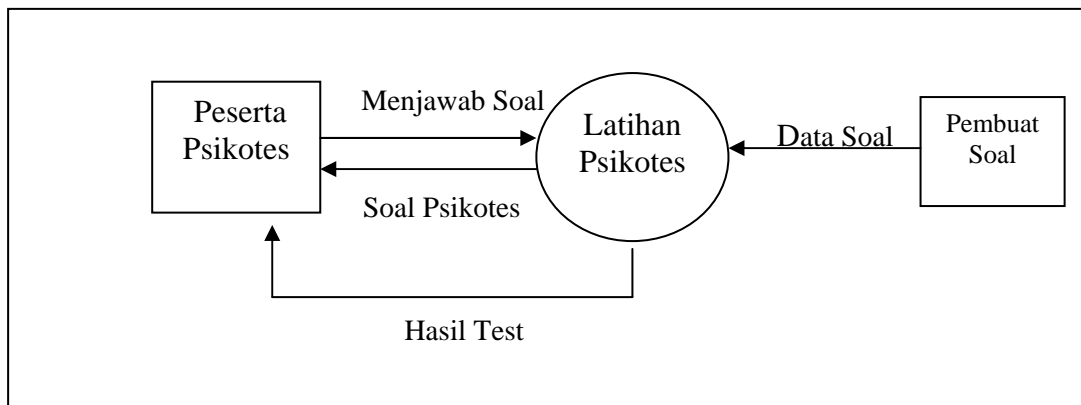 Peserta
Psikotes
Menjawab Soal
Soal Psikotes
Latihan
Psikotes
Data Soal
Pembuat
Soal
Hasil Test